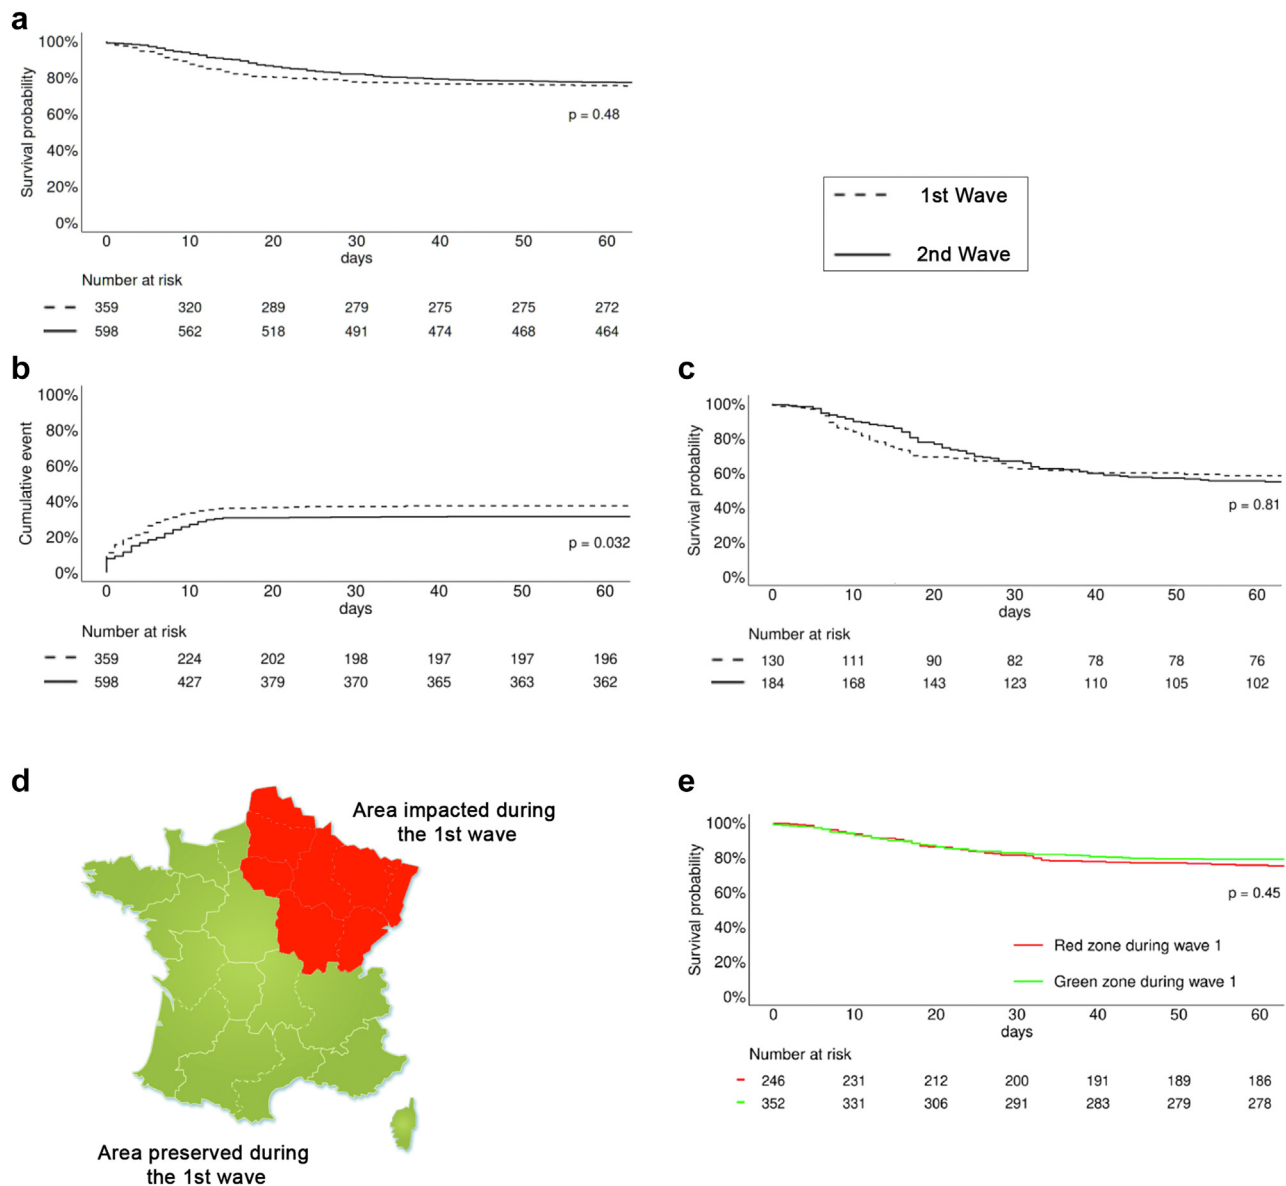 a
100%
80%
60%
40%
20%
0%
Survival probability
p = 0.48
0 10 20 30 40 50 60
days
Number at risk
359 320 289 279 275 275 272
598 562 518 491 474 468 464
1st Wave
2nd Wave
b
100%
80%
60%
40%
20%
0%
Cumulative event
p = 0.032
0 10 20 30 40 50 60
days
Number at risk
359 224 202 198 197 197 196
598 427 379 370 365 363 362
c
100%
80%
60%
40%
20%
0%
Survival probability
p = 0.81
0 10 20 30 40 50 60
days
Number at risk
130 111 90 82 78 78 76
184 168 143 123 110 105 102
d
Area impacted during
the 1st wave
Area preserved during
the 1st wave
e
100%
80%
60%
40%
20%
0%
Survival probability
p = 0.45
Red zone during wave 1
Green zone during wave 1
0 10 20 30 40 50 60
days
Number at risk
246 231 212 200 191 189 186
352 331 306 291 283 279 278